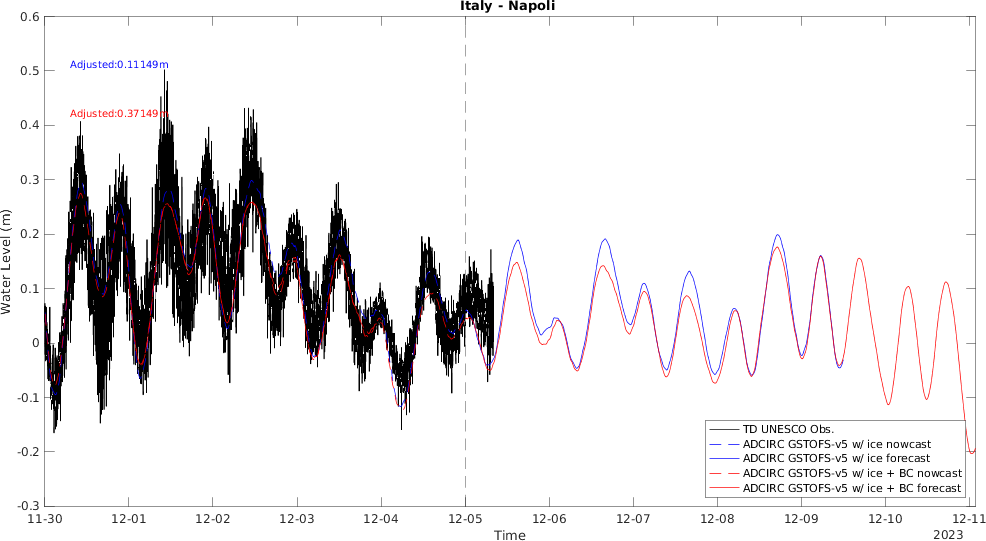 Italy - Napoli
Adjusted:0.11149m
Adjusted:0.37149m
Water Level (m)
0.6
0.5
0.4
0.3
0.2
0.1
0
-0.1
-0.2
-0.3
TD UNESCO Obs.
ADCIRC GSTOFS-v5 w/ ice nowcast
ADCIRC GSTOFS-v5 w/ ice forecast
ADCIRC GSTOFS-v5 w/ ice + BC nowcast
ADCIRC GSTOFS-v5 w/ ice + BC forecast
11-30 12-01 12-02 12-03 12-04 12-05 12-06 12-07 12-08 12-09 12-10 12-11
Time
2023